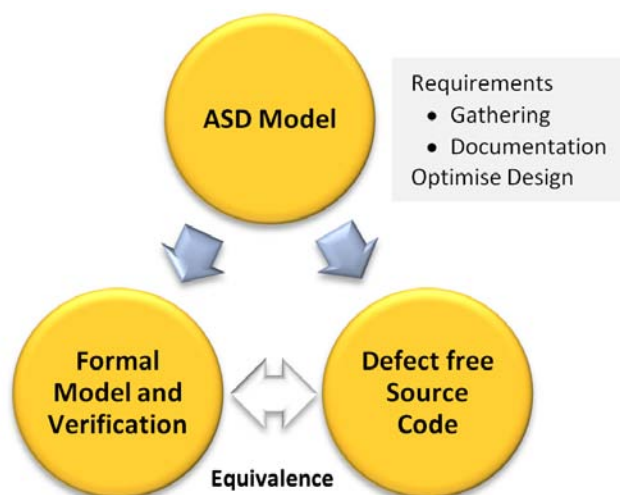 ASD Model
Requirements
• Gathering
• Documentation
Optimise Design
Formal
Model and
Verification
Defect free
Source
Code
Equivalence